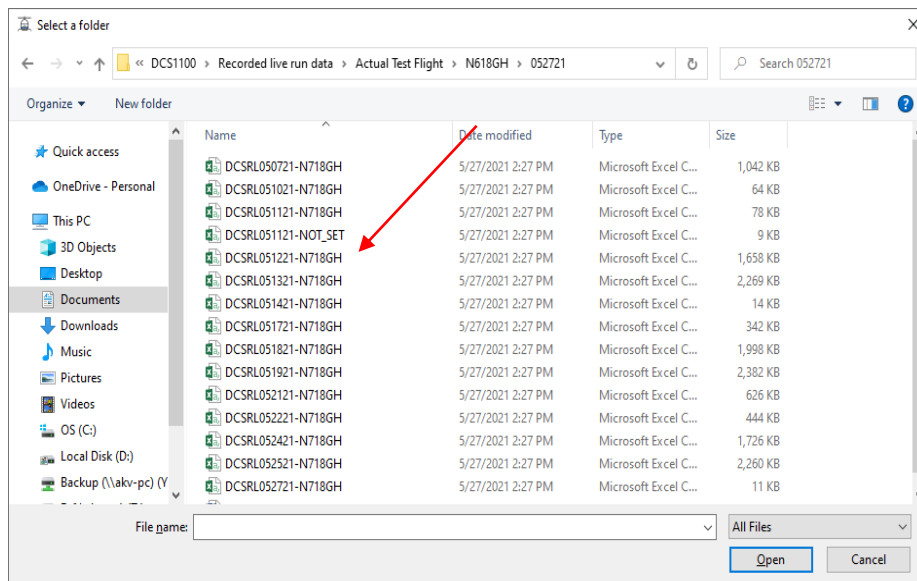 Select a folder
« DCS1100 › Recorded live run data › Actual Test Flight › N618GH › 052721
Search 052721
Organize New folder
Name Date modified Type Size
Quick access
OneDrive - Personal
This PC
3D Objects
Desktop
Documents
Downloads
Music
Pictures
Videos
OS (C:)
Local Disk (D:)
Backup (\\akv-pc) (Y
DCSRL050721-N718GH 5/27/2021 2:27 PM Microsoft Excel C... 1,042 KB
DCSRL051021-N718GH 5/27/2021 2:27 PM Microsoft Excel C... 64 KB
DCSRL051121-N718GH 5/27/2021 2:27 PM Microsoft Excel C... 78 KB
DCSRL051121-NOT_SET 5/27/2021 2:27 PM Microsoft Excel C... 9 KB
DCSRL051221-N718GH 5/27/2021 2:27 PM Microsoft Excel C... 1,658 KB
DCSRL051321-N718GH 5/27/2021 2:27 PM Microsoft Excel C... 2,269 KB
DCSRL051421-N718GH 5/27/2021 2:27 PM Microsoft Excel C... 14 KB
DCSRL051721-N718GH 5/27/2021 2:27 PM Microsoft Excel C... 342 KB
DCSRL051821-N718GH 5/27/2021 2:27 PM Microsoft Excel C... 1,998 KB
DCSRL051921-N718GH 5/27/2021 2:27 PM Microsoft Excel C... 2,382 KB
DCSRL052121-N718GH 5/27/2021 2:27 PM Microsoft Excel C... 626 KB
DCSRL052221-N718GH 5/27/2021 2:27 PM Microsoft Excel C... 444 KB
DCSRL052421-N718GH 5/27/2021 2:27 PM Microsoft Excel C... 1,726 KB
DCSRL052521-N718GH 5/27/2021 2:27 PM Microsoft Excel C... 2,260 KB
DCSRL052721-N718GH 5/27/2021 2:27 PM Microsoft Excel C... 11 KB
File name: All Files
Open Cancel